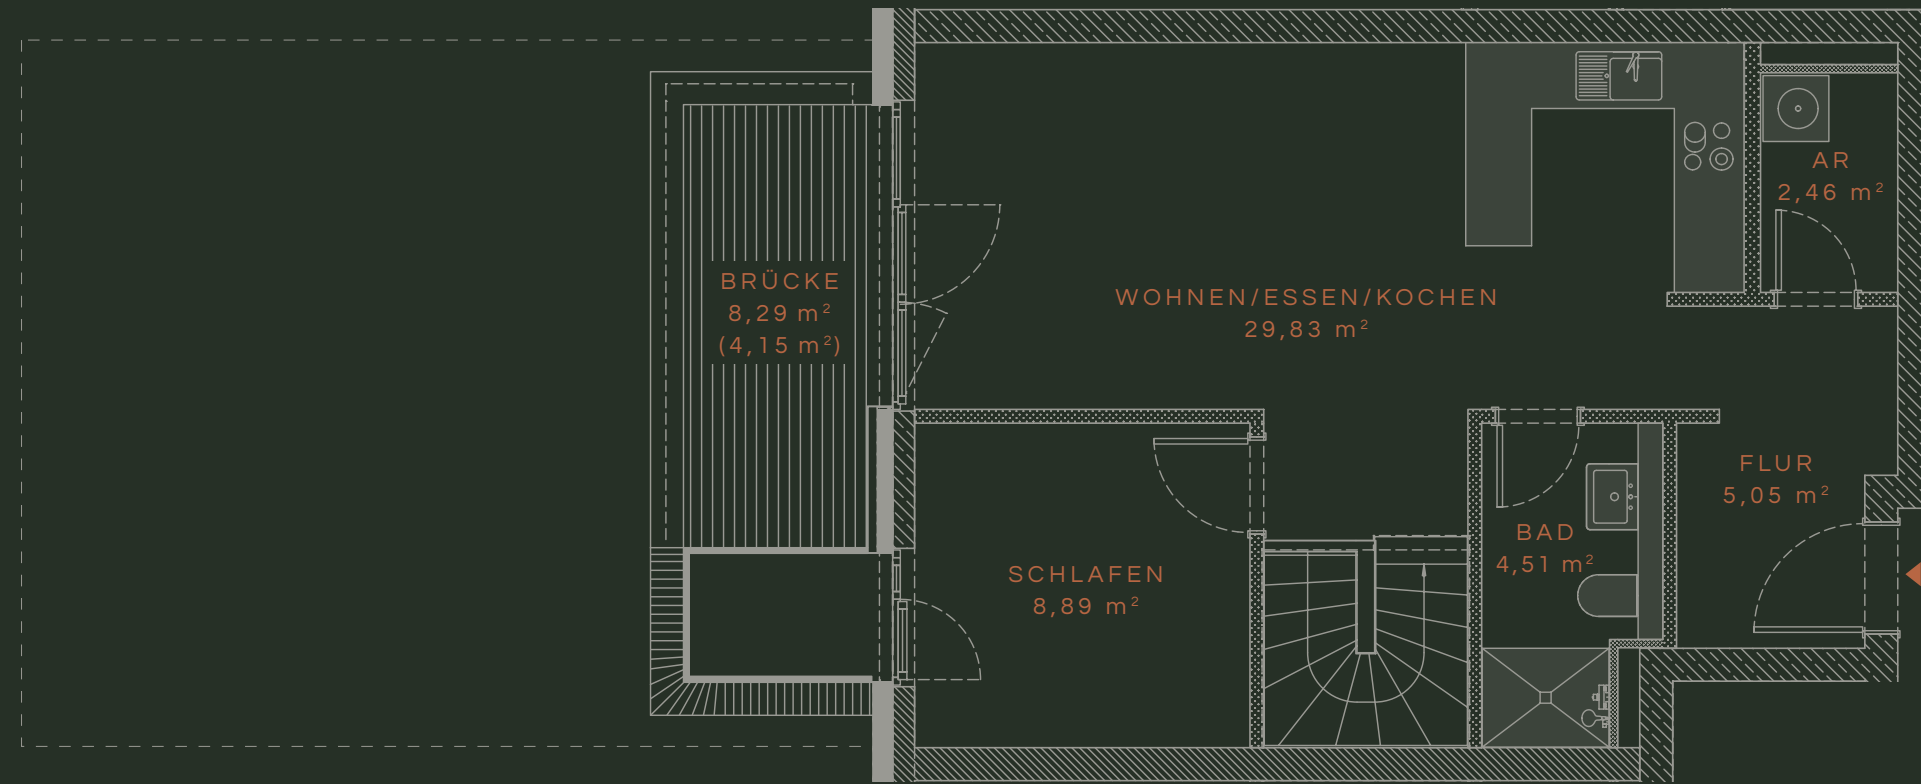 BRÜCKE
8,29 m²
(4,15 m²)
WOHNEN/ESSEN/KOCHEN
29,83 m²
AR
2,46 m²
FLUR
5,05 m²
BAD
4,51 m²
SCHLAFEN
8,89 m²